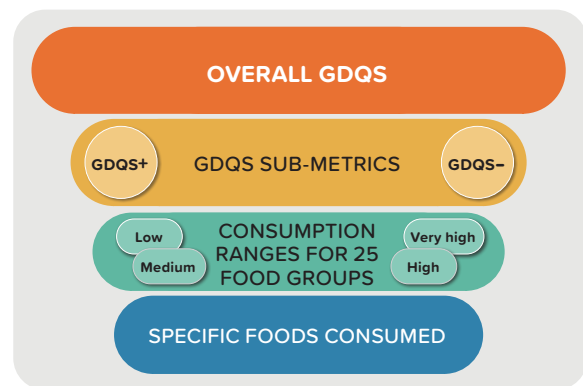 OVERALL GDQS
GDQS+
GDQS SUB-METRICS
GDQS–
Low
Medium
CONSUMPTION
RANGES FOR 25
FOOD GROUPS
Very high
High
SPECIFIC FOODS CONSUMED